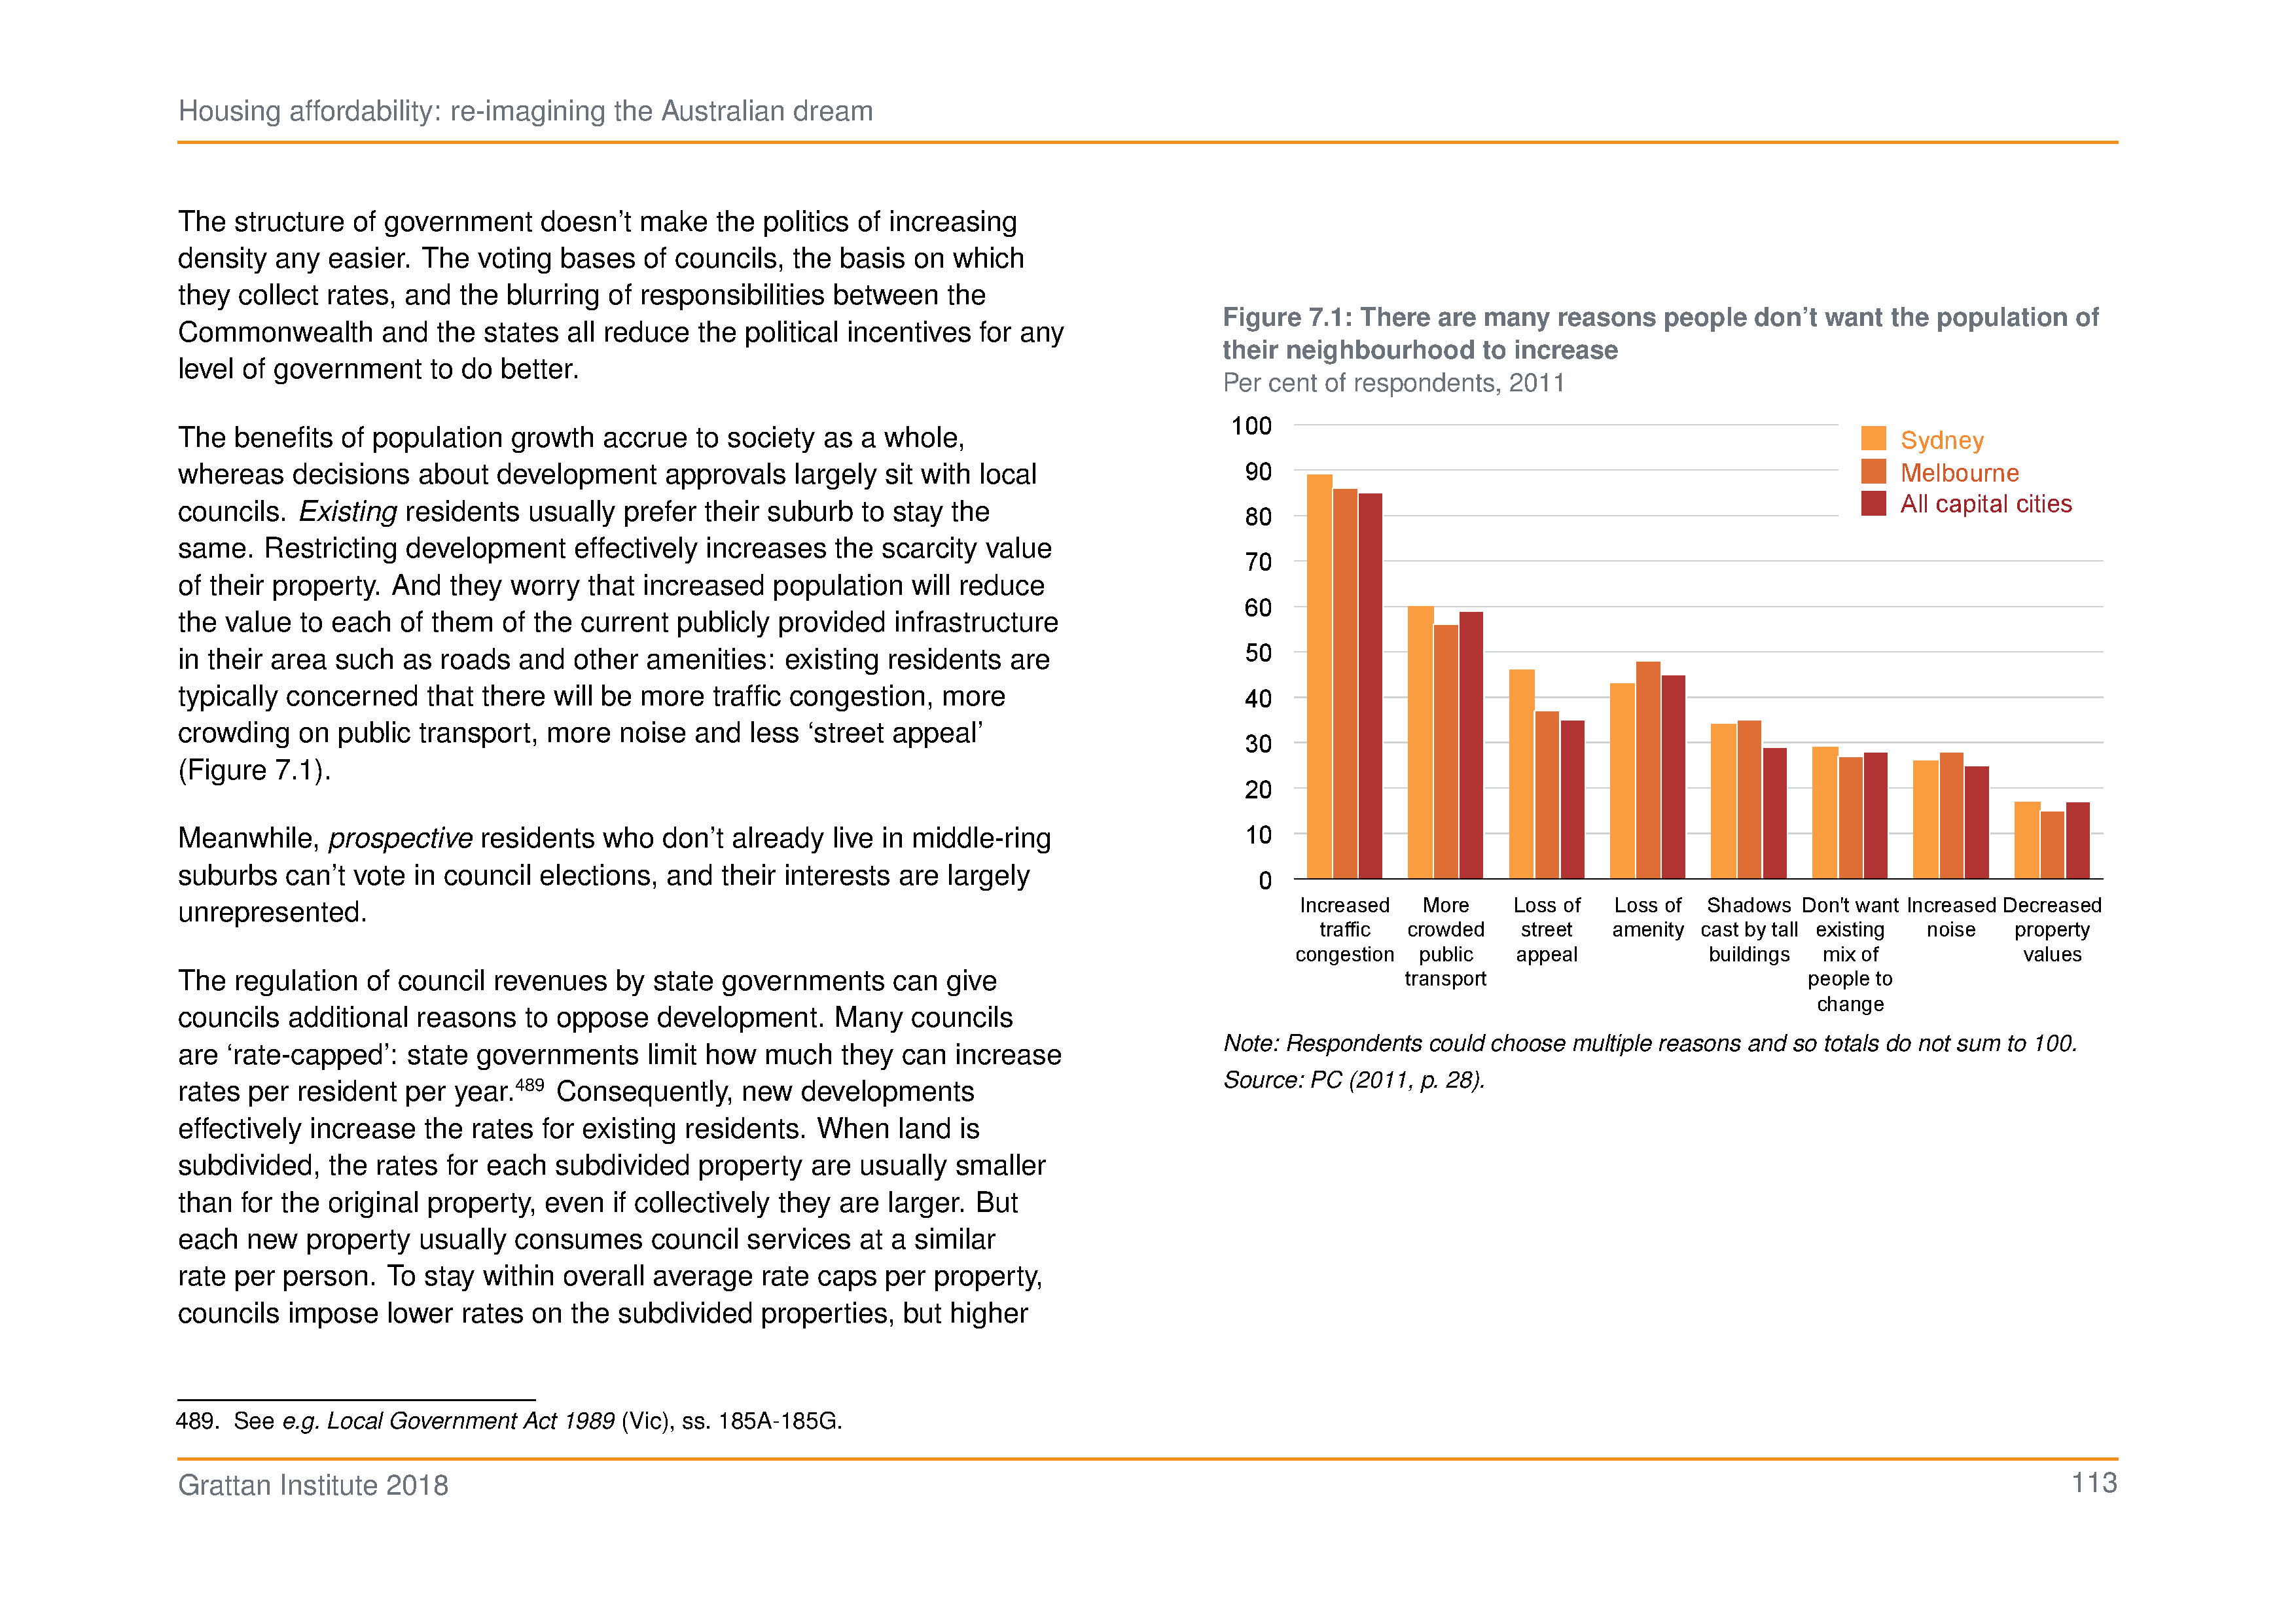 Housing affordability: re-imagining the Australian dream
The structure of government doesn’t make the politics of increasing
density any easier. The voting bases of councils, the basis on which
they collect rates, and the blurring of responsibilities between the
Commonwealth and the states all reduce the political incentives for any
level of government to do better.
The benefits of population growth accrue to society as a whole,
whereas decisions about development approvals largely sit with local
councils. Existing residents usually prefer their suburb to stay the
same. Restricting development effectively increases the scarcity value
of their property. And they worry that increased population will reduce
the value to each of them of the current publicly provided infrastructure
in their area such as roads and other amenities: existing residents are
typically concerned that there will be more traffic congestion, more
crowding on public transport, more noise and less ‘street appeal’
(Figure 7.1).
Meanwhile, prospective residents who don’t already live in middle-ring
suburbs can’t vote in council elections, and their interests are largely
unrepresented.
The regulation of council revenues by state governments can give
councils additional reasons to oppose development. Many councils
are ‘rate-capped’: state governments limit how much they can increase
rates per resident per year.489 Consequently, new developments
effectively increase the rates for existing residents. When land is
subdivided, the rates for each subdivided property are usually smaller
than for the original property, even if collectively they are larger. But
each new property usually consumes council services at a similar
rate per person. To stay within overall average rate caps per property,
councils impose lower rates on the subdivided properties, but higher
489. See e.g. Local Government Act 1989 (Vic), ss. 185A-185G.
Figure 7.1: There are many reasons people don’t want the population of
their neighbourhood to increase
Per cent of respondents, 2011
100
90
80
70
60
50
40
30
20
10
0
Sydney
Melbourne
All capital cities
Increased More Loss of Loss of Shadows Don't want Increased Decreased
traffic crowded street amenity cast by tall existing noise property
congestion public appeal buildings mix of values
transport people to
change
Note: Respondents could choose multiple reasons and so totals do not sum to 100.
Source: PC (2011, p. 28).
Grattan Institute 2018
113